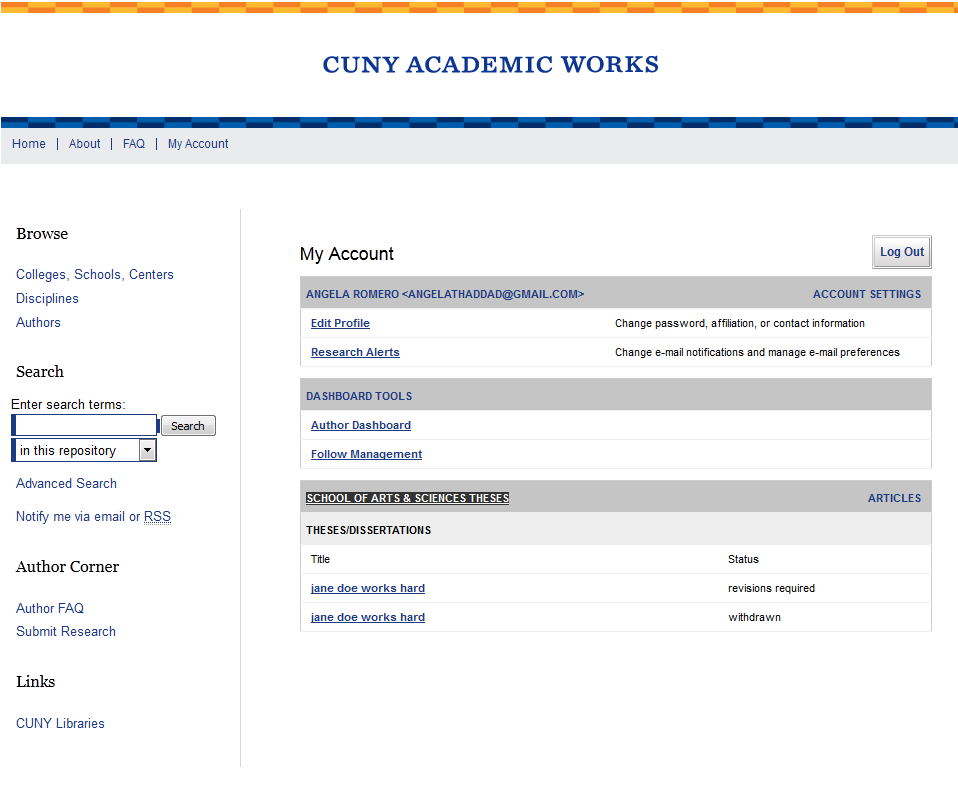 CUNY ACADEMIC WORKS
Home | About | FAQ | My Account
Browse
Colleges, Schools, Centers
Disciplines
Authors
Search
Enter search terms:
Search
in this repository
Advanced Search
Notify me via email or RSS
Author Corner
Author FAQ
Submit Research
Links
CUNY Libraries
My Account
Log Out
ANGELA ROMERO <ANGELATHADDAD@GMAIL.COM> ACCOUNT SETTINGS
Edit Profile Change password, affiliation, or contact information
Research Alerts Change e-mail notifications and manage e-mail preferences
DASHBOARD TOOLS
Author Dashboard
Follow Management
SCHOOL OF ARTS & SCIENCES THESES ARTICLES
THESES/DISSERTATIONS
Title Status
jane doe works hard revisions required
jane doe works hard withdrawn